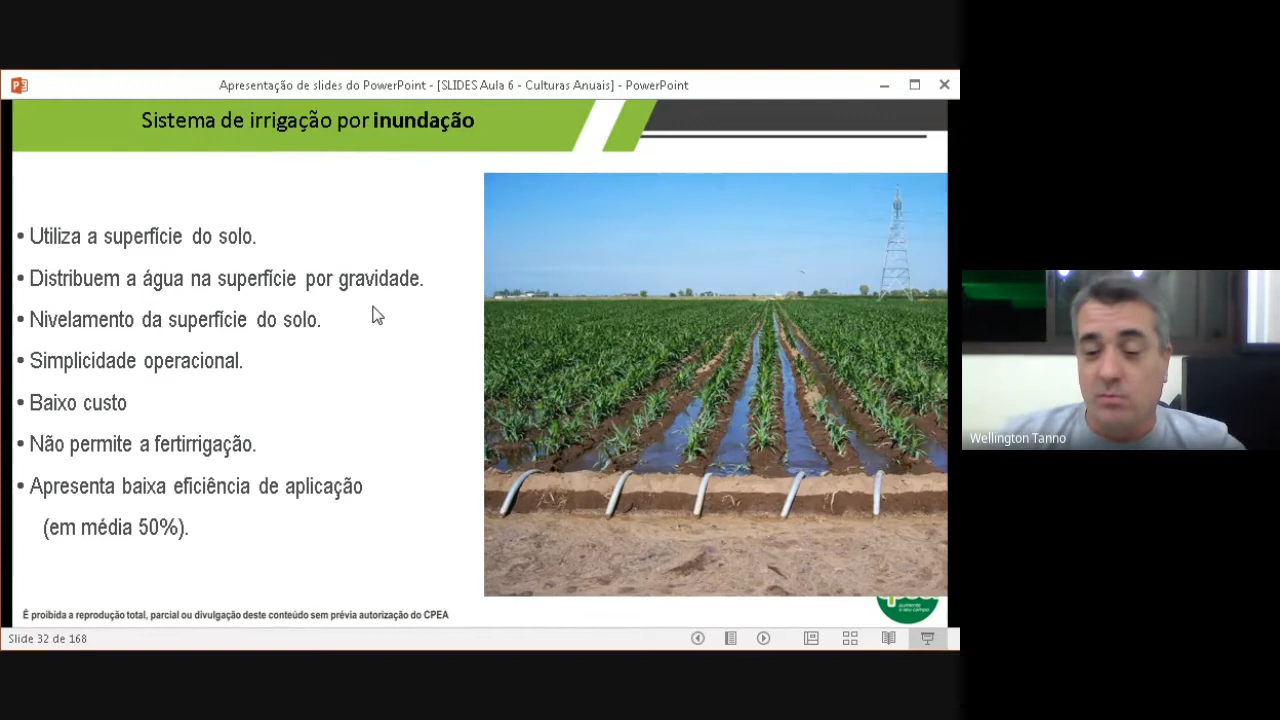 Apresentação de slides do PowerPoint - [SLIDES Aula 6 - Culturas Anuais] - PowerPoint
Sistema de irrigação por inundação
• Utiliza a superfície do solo.
• Distribuem a água na superfície por gravidade.
• Nivelamento da superfície do solo.
• Simplicidade operacional.
• Baixo custo
• Não permite a fertirrigação.
• Apresenta baixa eficiência de aplicação
(em média 50%).
Wellington Tanno
É proibida a reprodução total, parcial ou divulgação deste conteúdo sem prévia autorização do CPEA
Slide 32 de 168